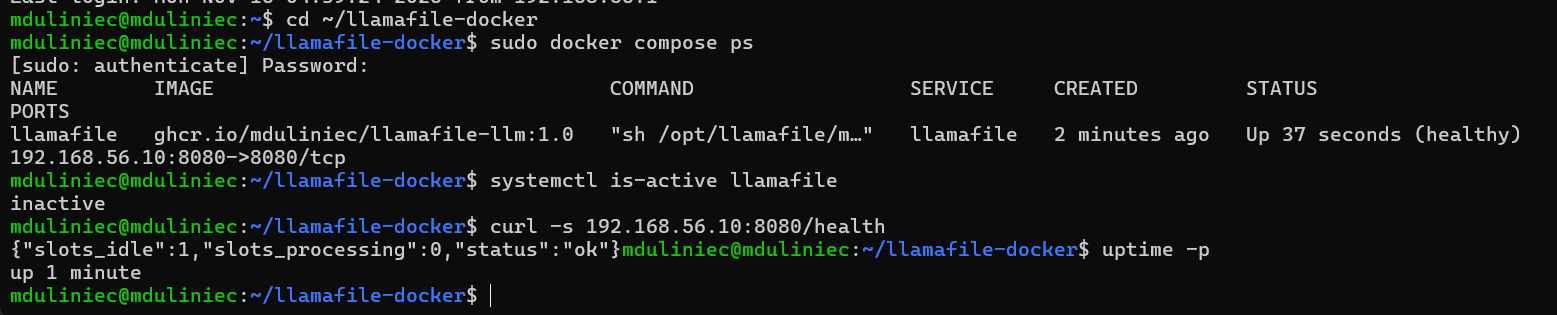 mduliniec@mduliniec:~$ cd ~/llamafile-docker
mduliniec@mduliniec:~/llamafile-docker$ sudo docker compose ps
[sudo: authenticate] Password:
NAME        IMAGE                                 COMMAND                  SERVICE     CREATED         STATUS
PORTS
llamafile   ghcr.io/mduliniec/llamafile-llm:1.0   "sh /opt/llamafile/m…"   llamafile   2 minutes ago   Up 37 seconds (healthy)
192.168.56.10:8080->8080/tcp
mduliniec@mduliniec:~/llamafile-docker$ systemctl is-active llamafile
inactive
mduliniec@mduliniec:~/llamafile-docker$ curl -s 192.168.56.10:8080/health
{"slots_idle":1,"slots_processing":0,"status":"ok"}mduliniec@mduliniec:~/llamafile-docker$ uptime -p
up 1 minute
mduliniec@mduliniec:~/llamafile-docker$